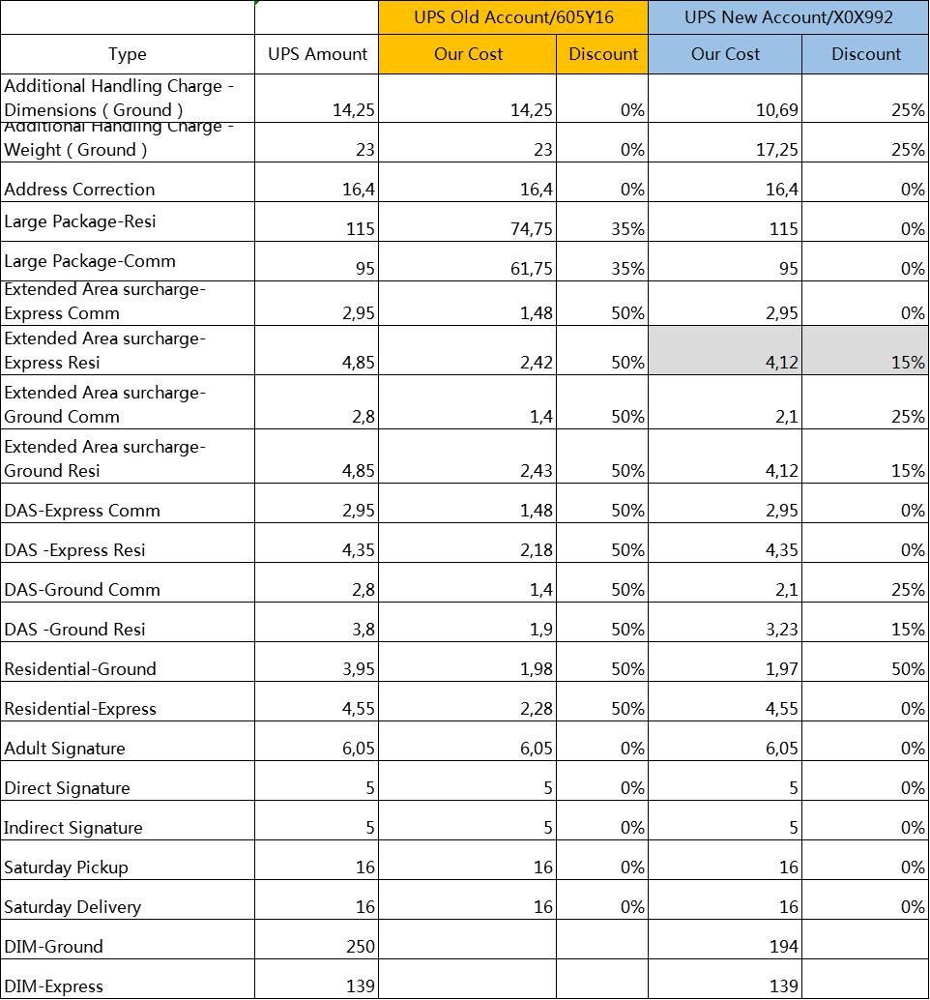 UPS Old Account/605Y16 UPS New Account/X0X992
Type UPS Amount Our Cost Discount Our Cost Discount
Additional Handling Charge -
Dimensions ( Ground ) 14,25 14,25 0% 10,69 25%
Additional Handling Charge -
Weight ( Ground ) 23 23 0% 17,25 25%
Address Correction 16,4 16,4 0% 16,4 0%
Large Package-Resi 115 74,75 35% 115 0%
Large Package-Comm 95 61,75 35% 95 0%
Extended Area surcharge-
Express Comm 2,95 1,48 50% 2,95 0%
Extended Area surcharge-
Express Resi 4,85 2,42 50% 4,12 15%
Extended Area surcharge-
Ground Comm 2,8 1,4 50% 2,1 25%
Extended Area surcharge-
Ground Resi 4,85 2,43 50% 4,12 15%
DAS-Express Comm 2,95 1,48 50% 2,95 0%
DAS -Express Resi 4,35 2,18 50% 4,35 0%
DAS-Ground Comm 2,8 1,4 50% 2,1 25%
DAS -Ground Resi 3,8 1,9 50% 3,23 15%
Residential-Ground 3,95 1,98 50% 1,97 50%
Residential-Express 4,55 2,28 50% 4,55 0%
Adult Signature 6,05 6,05 0% 6,05 0%
Direct Signature 5 5 0% 5 0%
Indirect Signature 5 5 0% 5 0%
Saturday Pickup 16 16 0% 16 0%
Saturday Delivery 16 16 0% 16 0%
DIM-Ground 250 194
DIM-Express 139 139